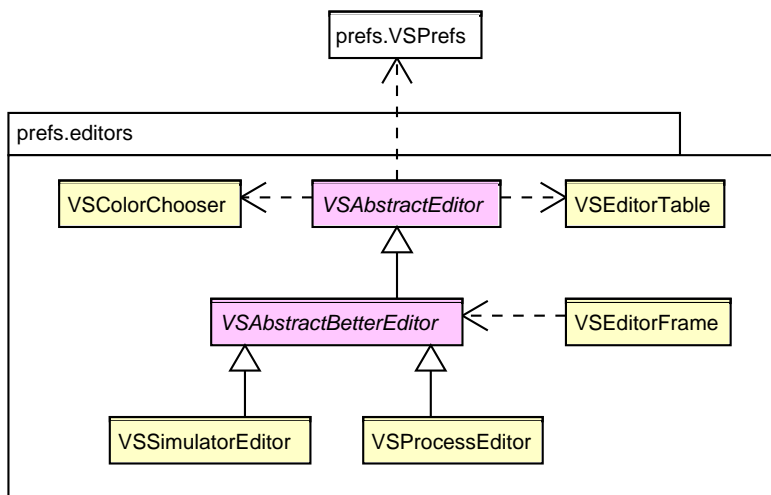 prefs.VSPrefs
prefs.editors
VSColorChooser
VSAbstractEditor
VSEditorTable
VSAbstractBetterEditor
VSEditorFrame
VSSimulatorEditor
VSProcessEditor